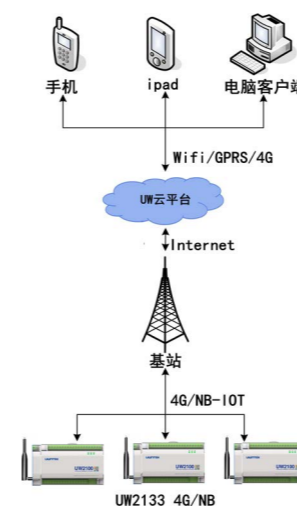 手机 ipad 电脑客户端
Wifi/GPRS/4G
UW云平台
Internet
基站
4G/NB-IOT
UW2133 4G/NB